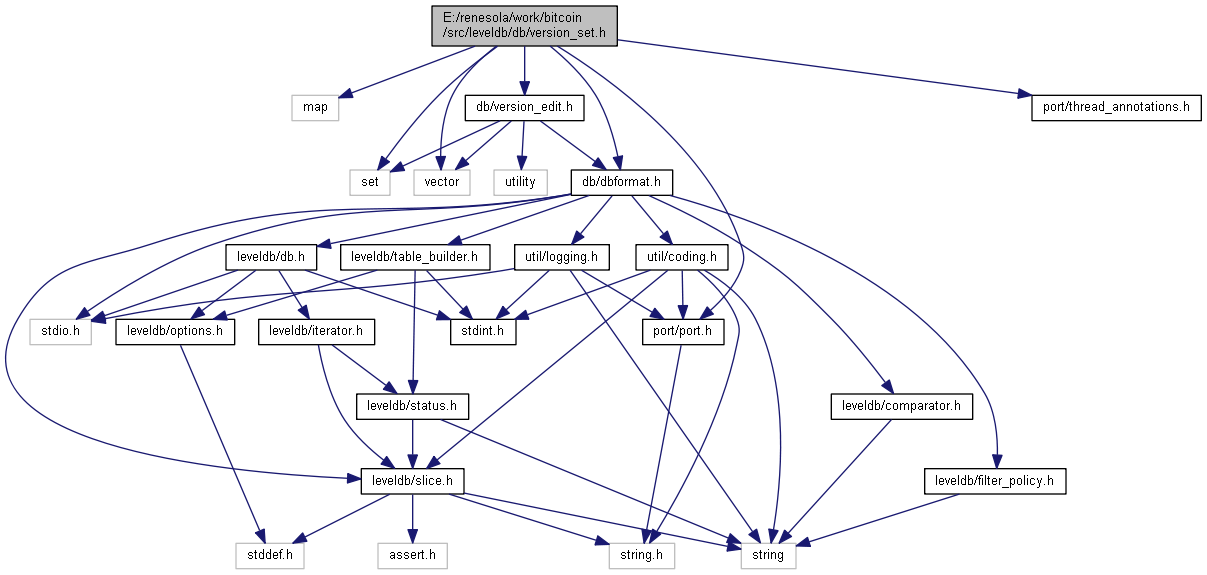 E:/renesola/work/bitcoin
/src/leveldb/db/version_set.h
map
db/version_edit.h
port/thread_annotations.h
set
vector
utility
db/dbformat.h
leveldb/db.h
leveldb/table_builder.h
util/logging.h
util/coding.h
stdio.h
leveldb/options.h
leveldb/iterator.h
stdint.h
port/port.h
leveldb/status.h
leveldb/comparator.h
leveldb/slice.h
leveldb/filter_policy.h
stddef.h
assert.h
string.h
string